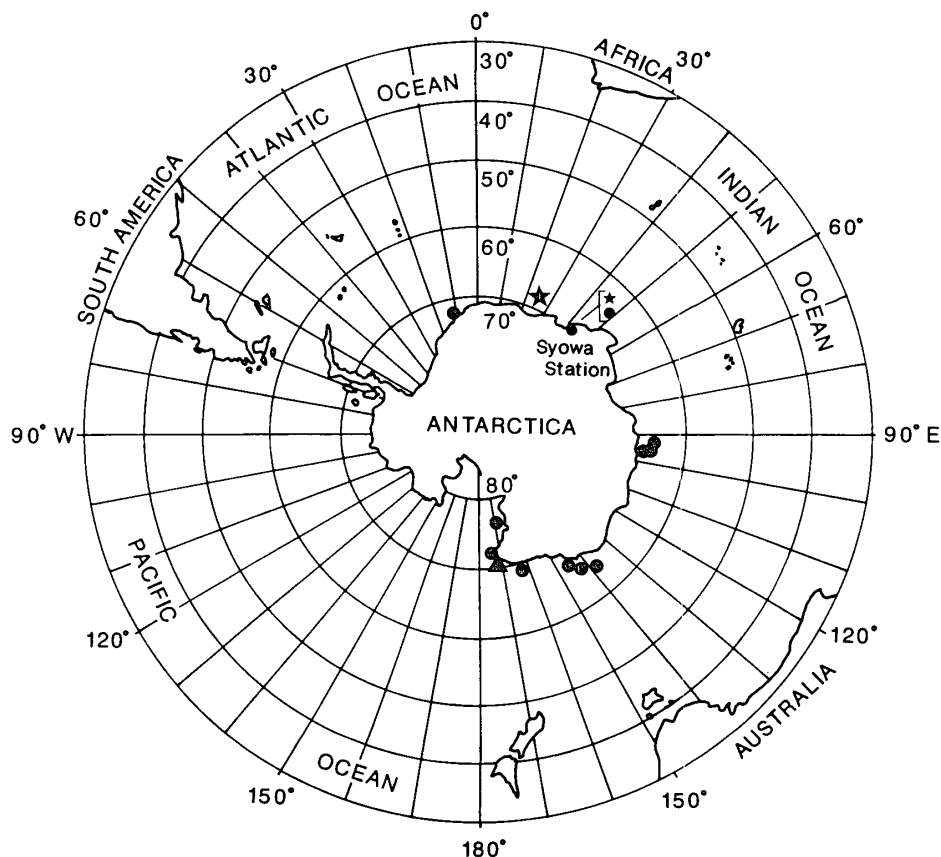 0°
30°
AFRICA
30°
30°
OCEAN
ATLANTIC
40°
50°
INDIAN
SOUTH AMERICA
60°
60°
60°
OCEAN
70°
Syowa
Station
90° W
ANTARCTICA
90° E
80°
PACIFIC
120°
120°
AUSTRALIA
OCEAN
150°
150°
180°